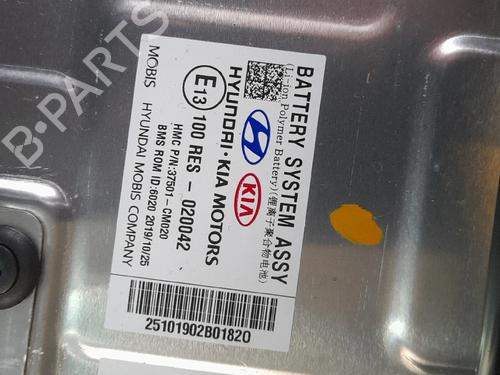 BATTERY SYSTEM ASSY
(Li-ion Polymer Battery)(锂离子聚合物电池)
KIA
HYUNDAI · KIA MOTORS
E13 100 RES - 020042
HMC P/N:37501-CM020
BMS ROM ID:6020 2019/10/25
MOBIS HYUNDAI MOBIS COMPANY
25101902B01820
B-PARTS